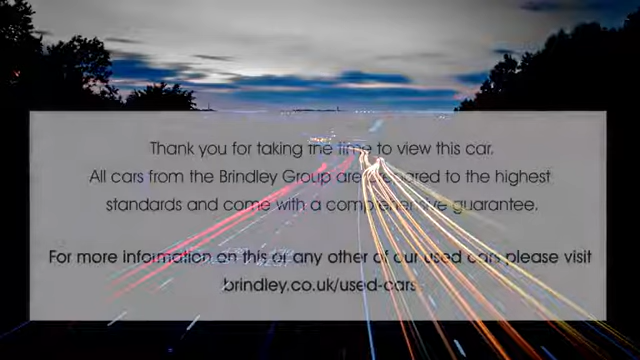 Thank you for taking the time to view this car.
All cars from the Brindley Group are prepared to the highest
standards and come with a comprehensive guarantee.
For more information on this or any other of our used cars please visit
brindley.co.uk/used-cars